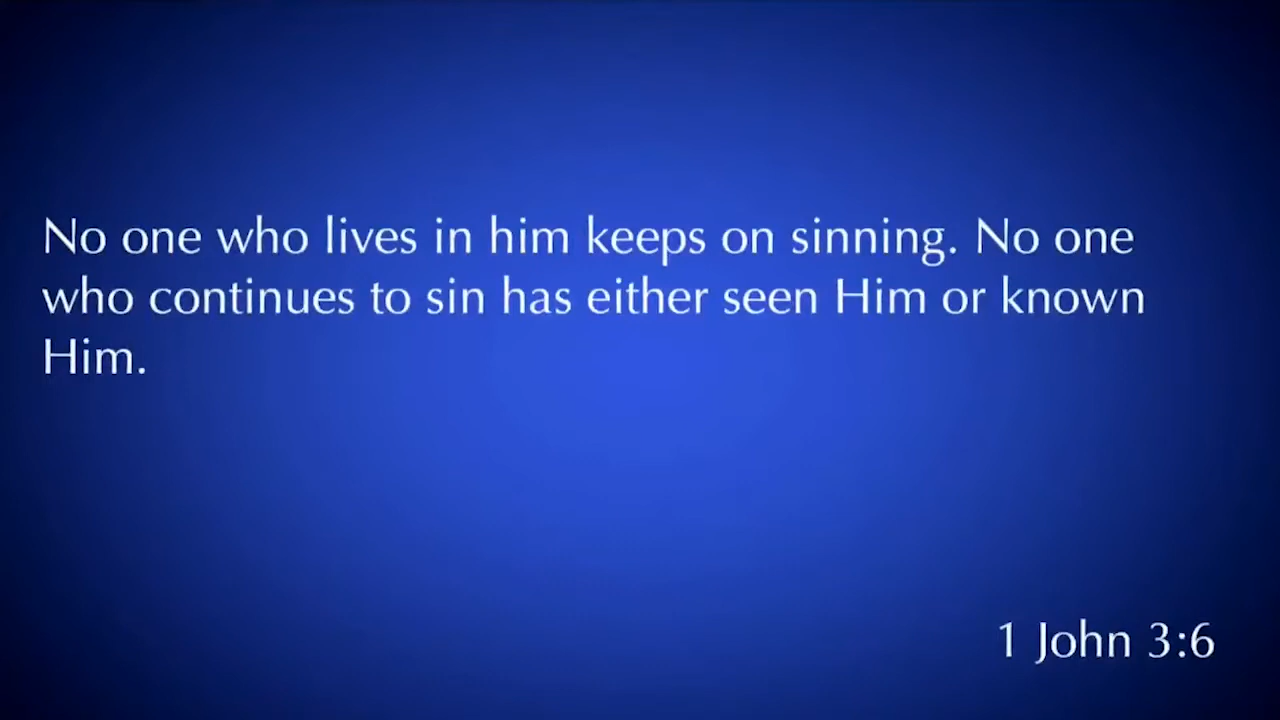 No one who lives in him keeps on sinning. No one
who continues to sin has either seen Him or known
Him.
1 John 3:6